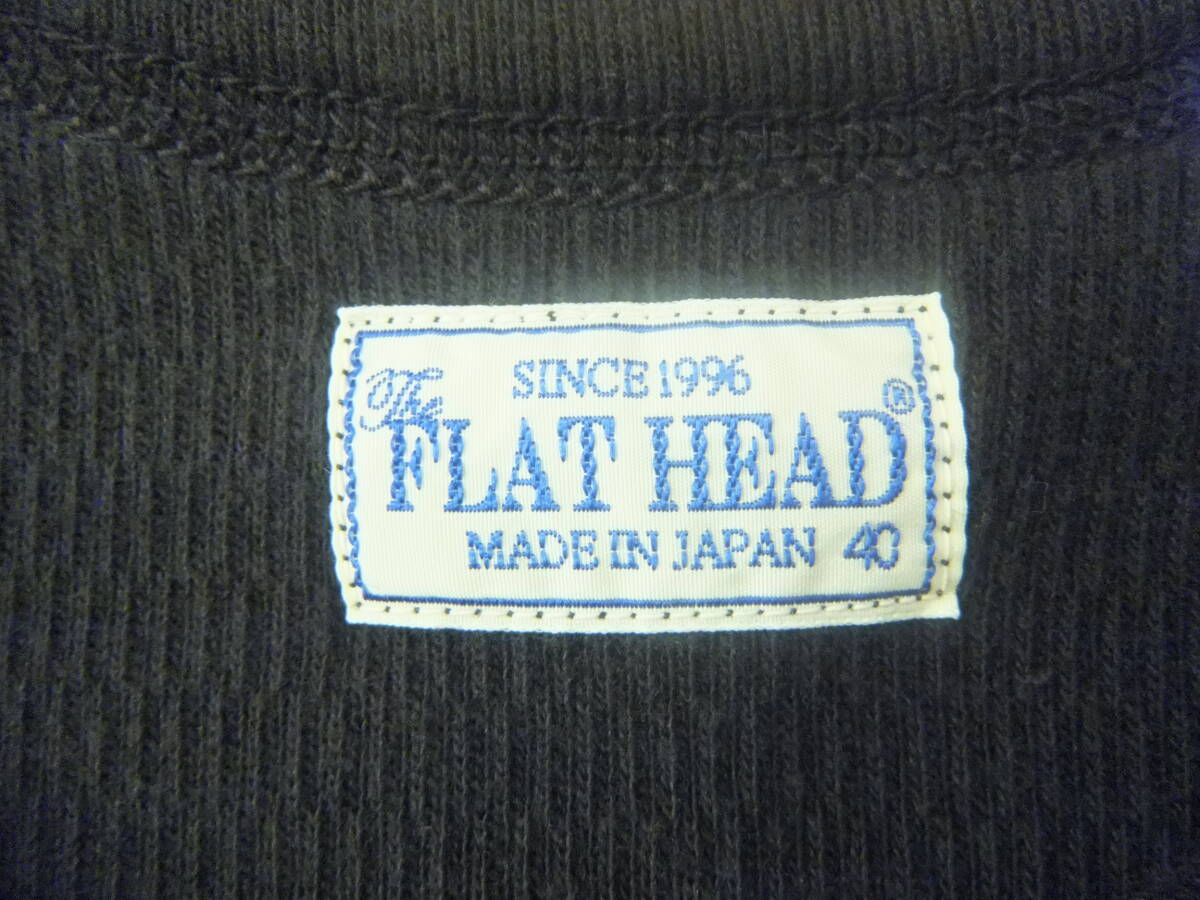 SINCE 1996
The
FLAT HEAD®
MADE IN JAPAN 40